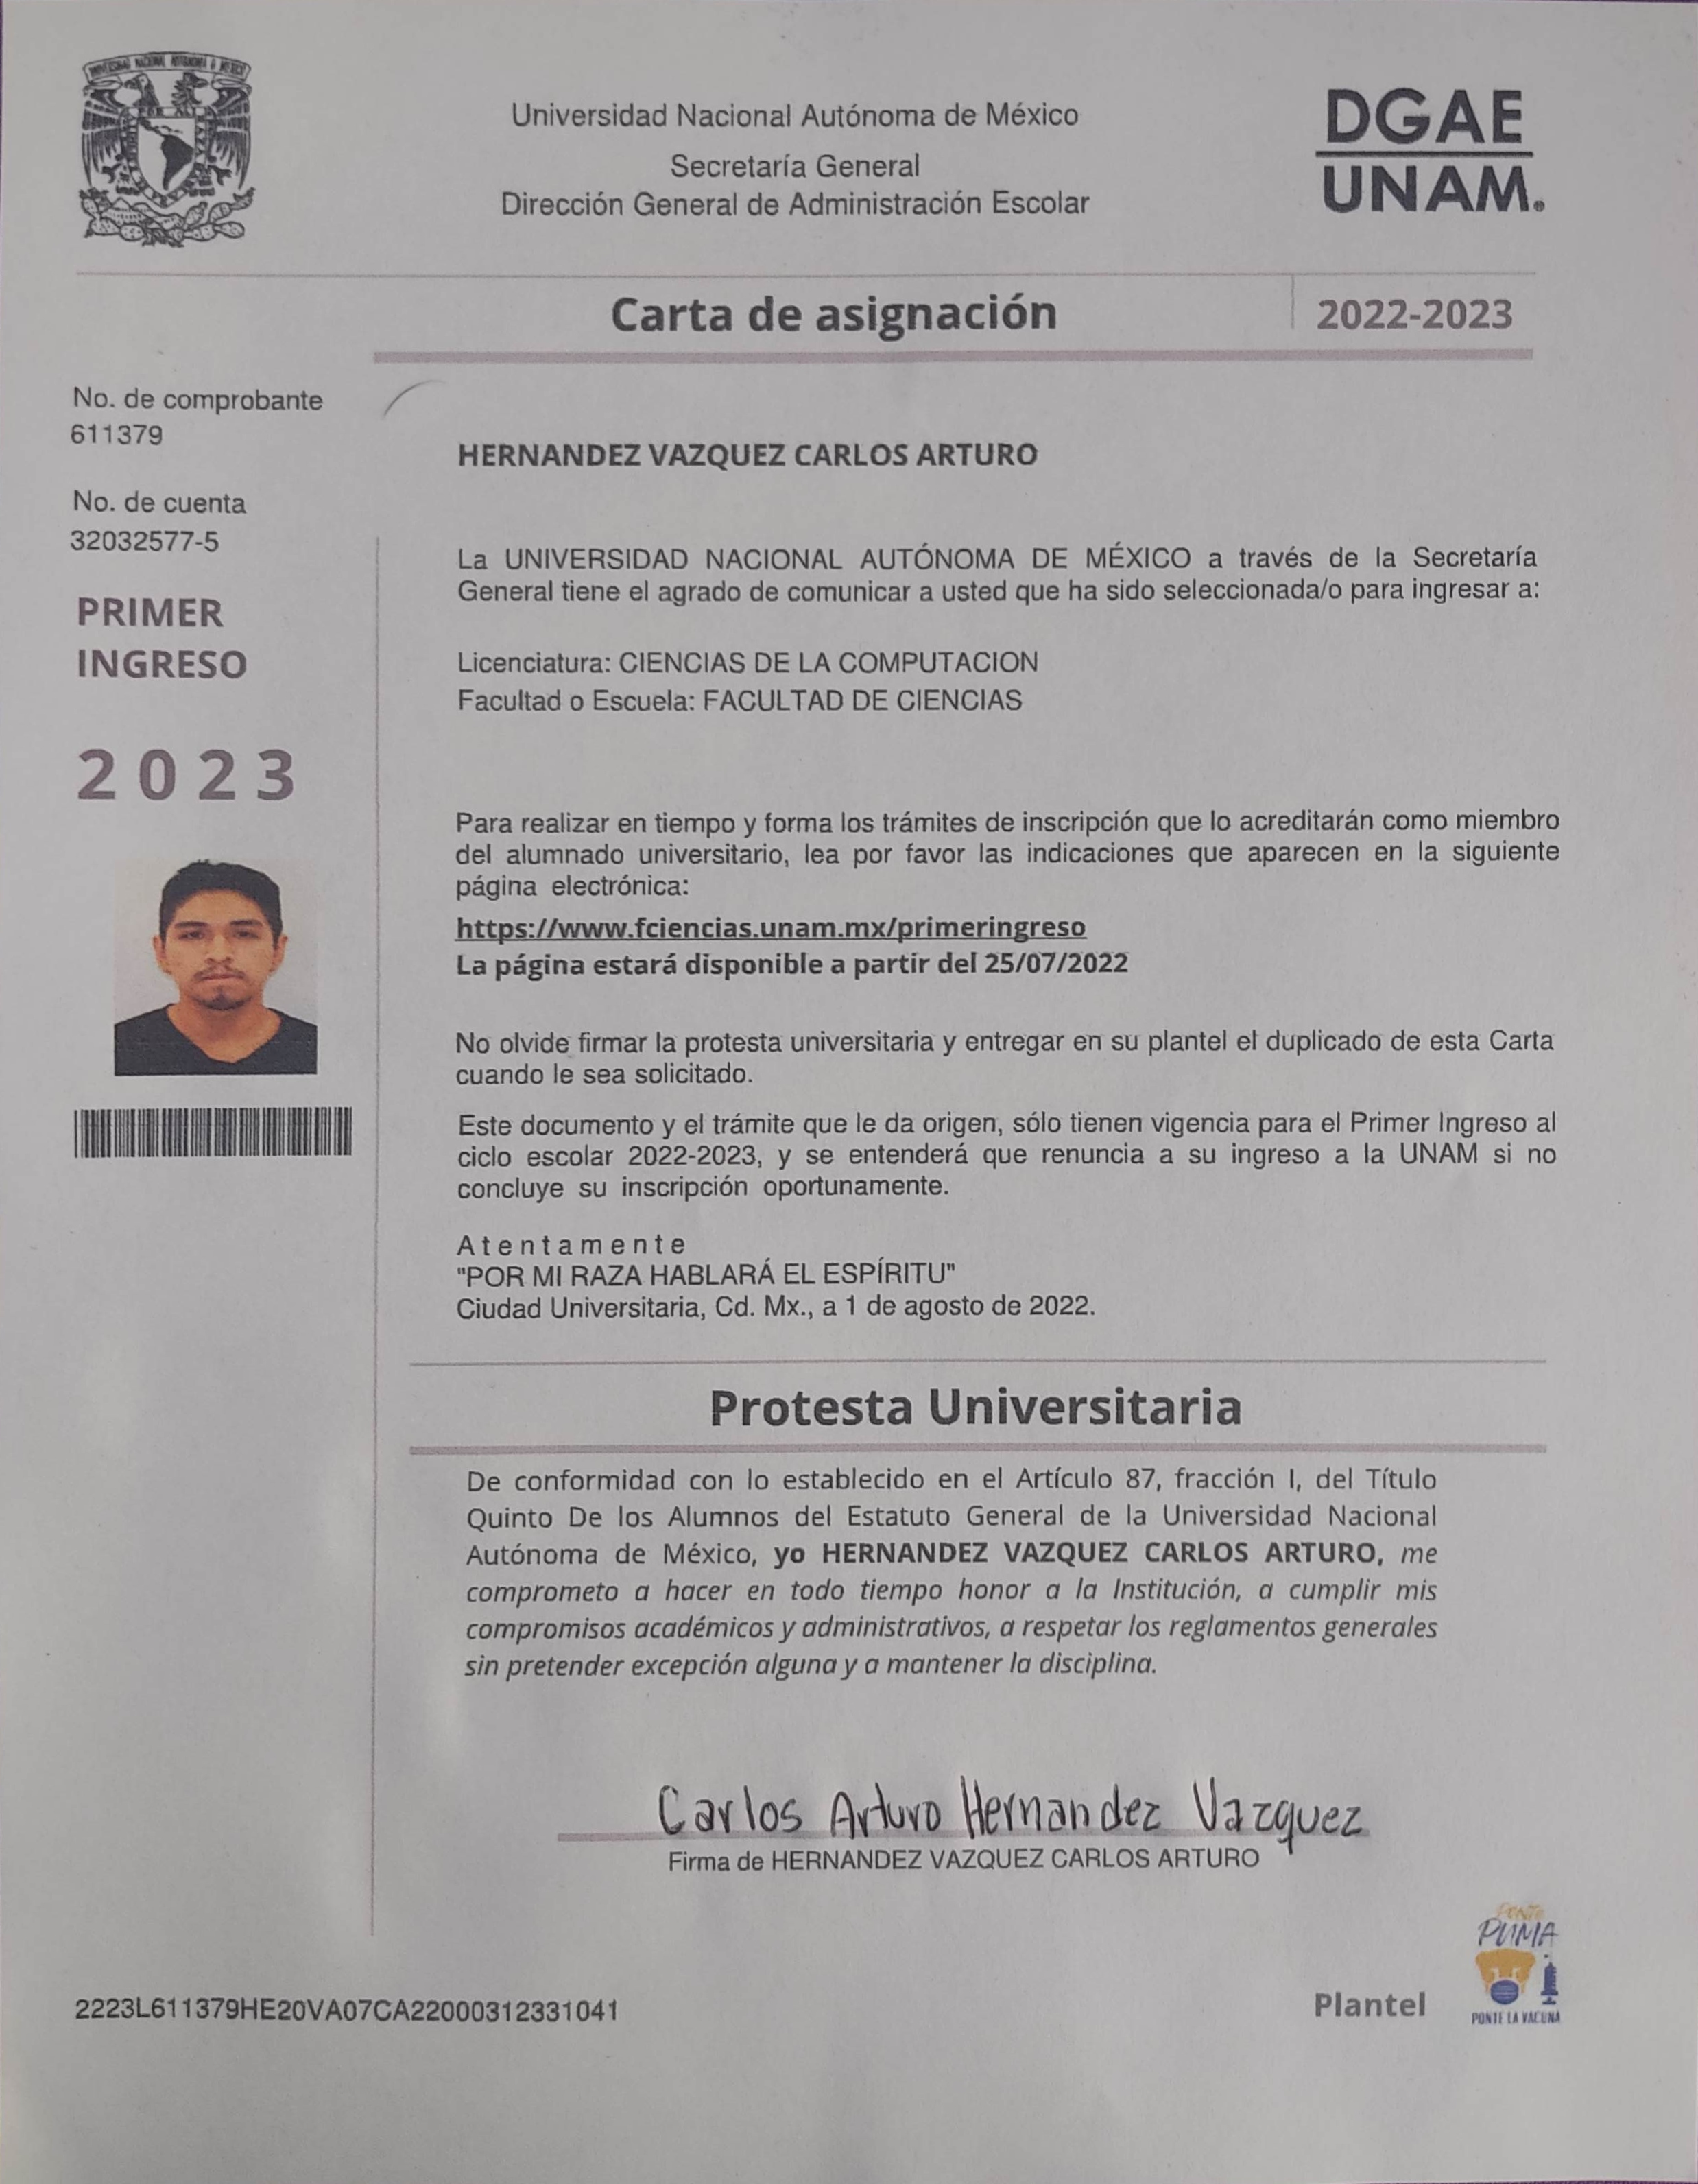 Universidad Nacional Autónoma de México
Secretaría General
Dirección General de Administración Escolar
DGAE
UNAM.
Carta de asignación
2022-2023
No. de comprobante
611379
No. de cuenta
32032577-5
PRIMER
INGRESO
2023
HERNANDEZ VAZQUEZ CARLOS ARTURO
La UNIVERSIDAD NACIONAL AUTÓNOMA DE MÉXICO a través de la Secretaría
General tiene el agrado de comunicar a usted que ha sido seleccionada/o para ingresar a:
Licenciatura: CIENCIAS DE LA COMPUTACION
Facultad o Escuela: FACULTAD DE CIENCIAS
Para realizar en tiempo y forma los trámites de inscripción que lo acreditarán como miembro
del alumnado universitario, lea por favor las indicaciones que aparecen en la siguiente
página electrónica:
https://www.fciencias.unam.mx/primeringreso
La página estará disponible a partir del 25/07/2022
No olvide firmar la protesta universitaria y entregar en su plantel el duplicado de esta Carta
cuando le sea solicitado.
Este documento y el trámite que le da origen, sólo tienen vigencia para el Primer Ingreso al
ciclo escolar 2022-2023, y se entenderá que renuncia a su ingreso a la UNAM si no
concluye su inscripción oportunamente.
Atentamente
"POR MI RAZA HABLARÁ EL ESPÍRITU"
Ciudad Universitaria, Cd. Mx., a 1 de agosto de 2022.
Protesta Universitaria
De conformidad con lo establecido en el Artículo 87, fracción I, del Título
Quinto De los Alumnos del Estatuto General de la Universidad Nacional
Autónoma de México, yo HERNANDEZ VAZQUEZ CARLOS ARTURO, me
comprometo a hacer en todo tiempo honor a la Institución, a cumplir mis
compromisos académicos y administrativos, a respetar los reglamentos generales
sin pretender excepción alguna y a mantener la disciplina.
Carlos Arturo Hernandez Vazquez
Firma de HERNANDEZ VAZQUEZ CARLOS ARTURO
2223L611379HE20VA07CA22000312331041
Plantel
PONTE
PUMA
PONTE LA VACUNA